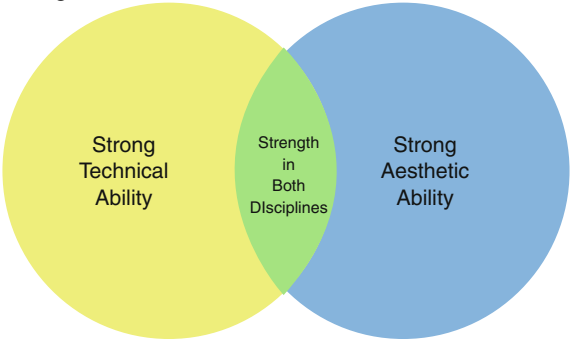 Strong
Technical
Ability
Strength
in
Both
DIsciplines
Strong
Aesthetic
Ability